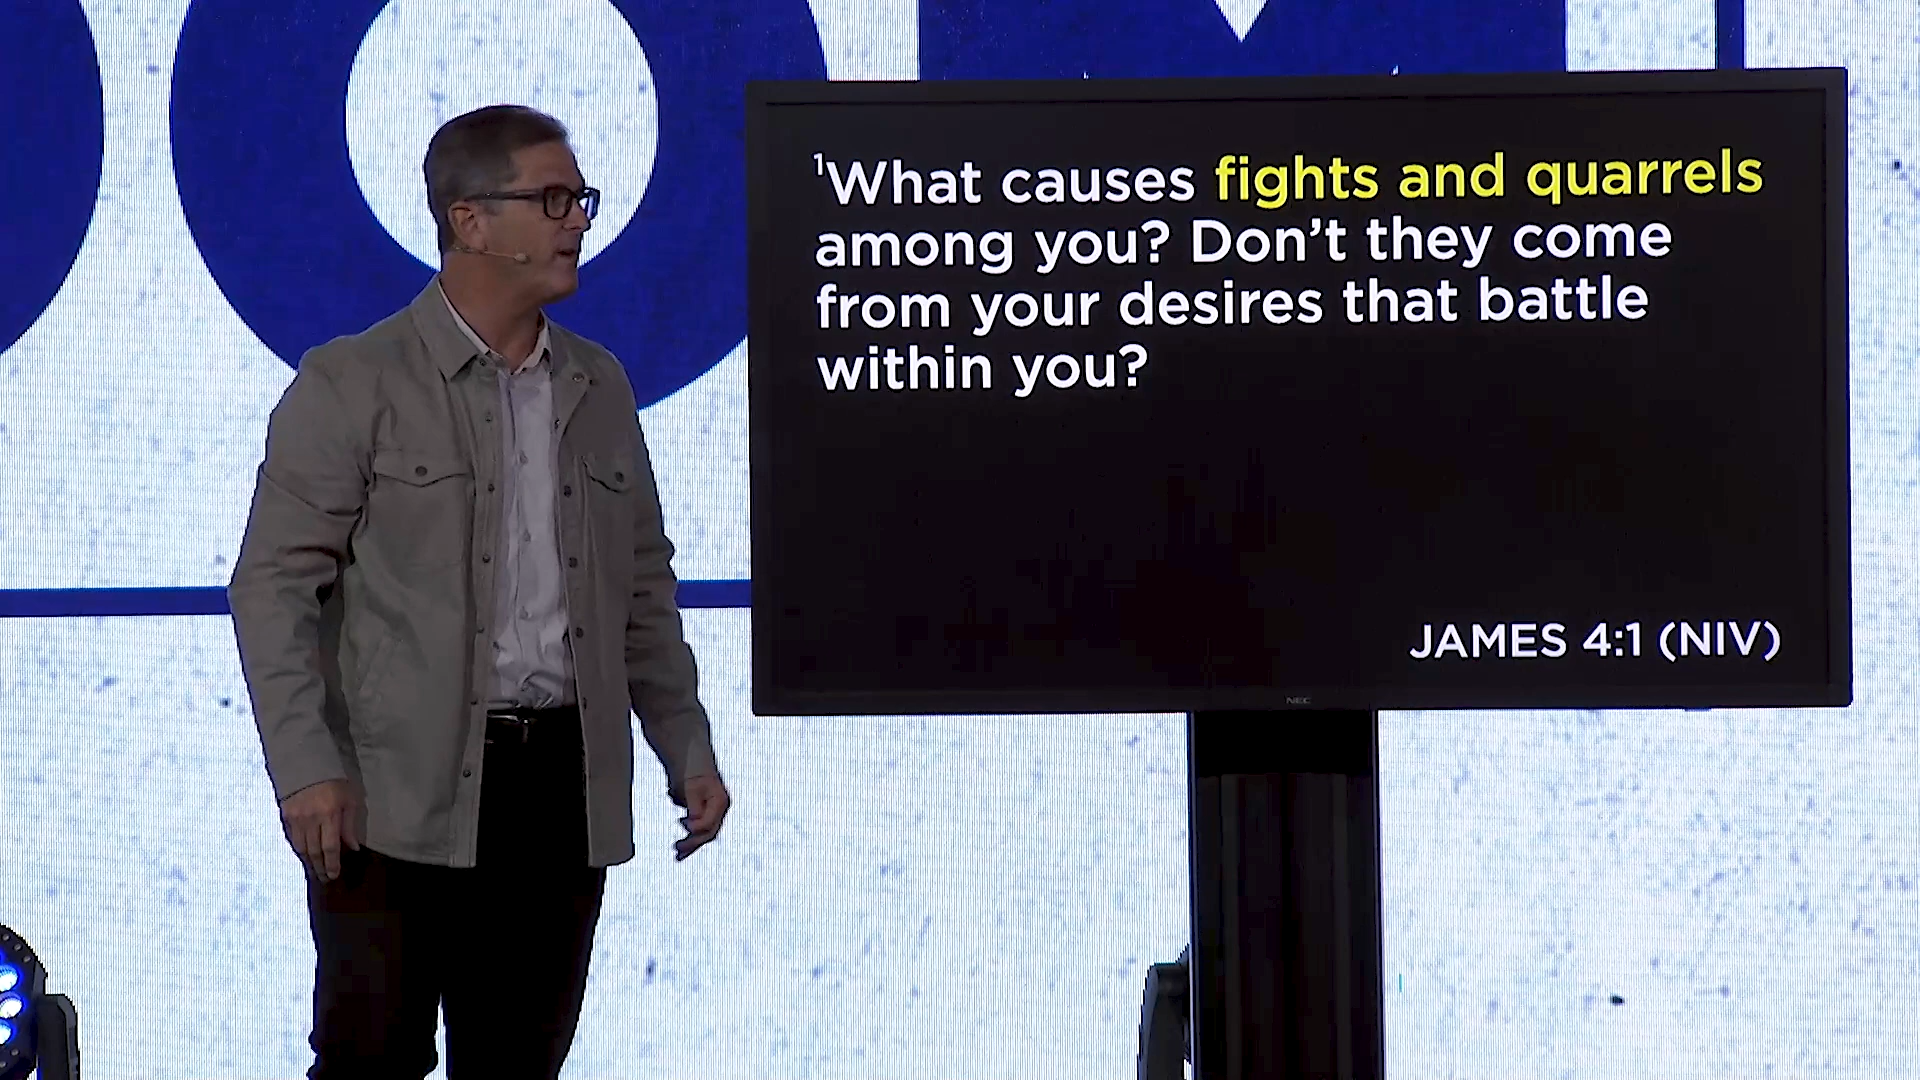 ¹What causes fights and quarrels
among you? Don’t they come
from your desires that battle
within you?
JAMES 4:1 (NIV)
NEC